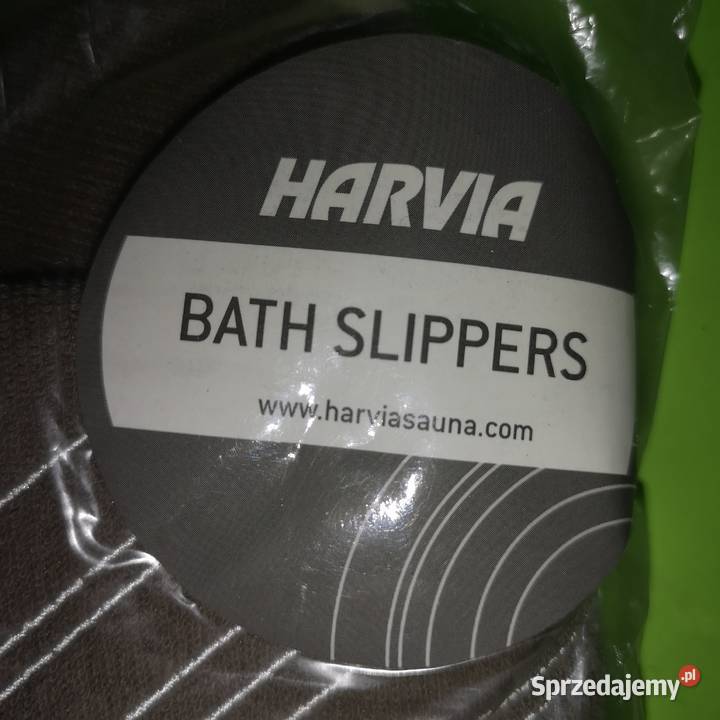 HARVIA
BATH SLIPPERS
www.harviasauna.com
Sprzedajemy.pl